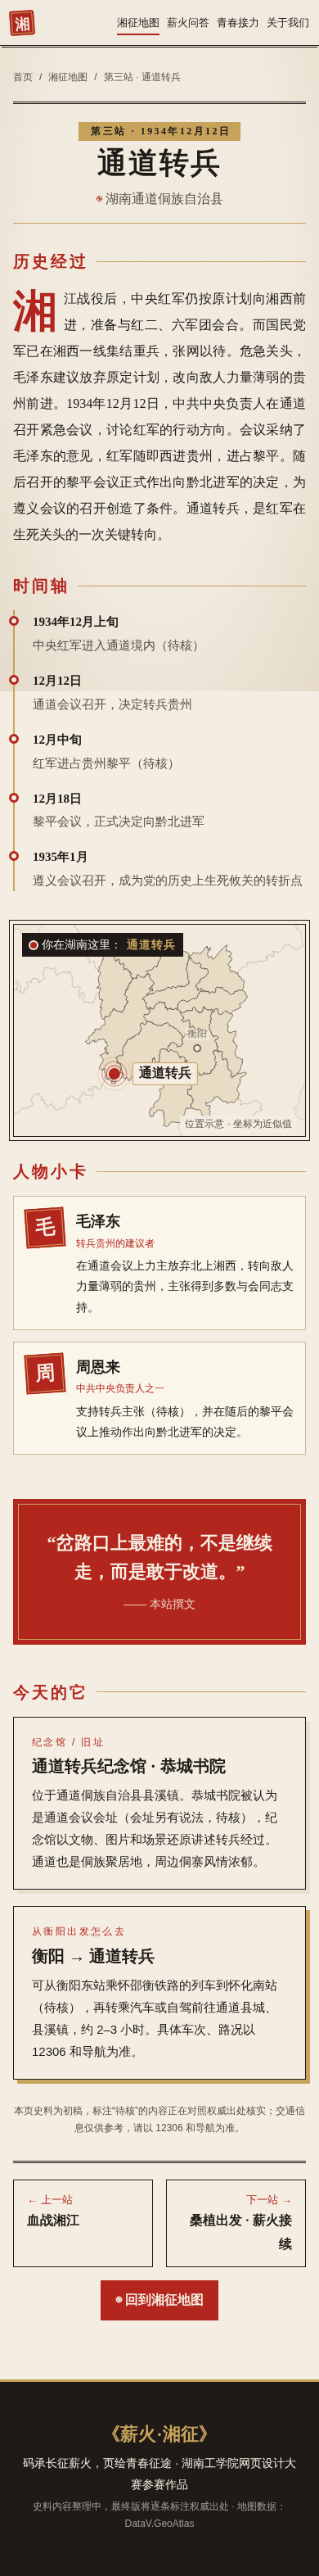 湘
湘征地图 薪火问答 青春接力 关于我们
首页 / 湘征地图 / 第三站 · 通道转兵
第三站 · 1934年12月12日
通道转兵
湖南通道侗族自治县
历史经过
湘江战役后，中央红军仍按原计划向湘西前
进，准备与红二、六军团会合。而国民党
军已在湘西一线集结重兵，张网以待。危急关头，
毛泽东建议放弃原定计划，改向敌人力量薄弱的贵
州前进。1934年12月12日，中共中央负责人在通道
召开紧急会议，讨论红军的行动方向。会议采纳了
毛泽东的意见，红军随即西进贵州，进占黎平。随
后召开的黎平会议正式作出向黔北进军的决定，为
遵义会议的召开创造了条件。通道转兵，是红军在
生死关头的一次关键转向。
时间轴
1934年12月上旬
中央红军进入通道境内（待核）
12月12日
通道会议召开，决定转兵贵州
12月中旬
红军进占贵州黎平（待核）
12月18日
黎平会议，正式决定向黔北进军
1935年1月
遵义会议召开，成为党的历史上生死攸关的转折点
你在湖南这里： 通道转兵
衡阳
通道转兵
位置示意 · 坐标为近似值
人物小卡
毛
毛泽东
转兵贵州的建议者
在通道会议上力主放弃北上湘西，转向敌人
力量薄弱的贵州，主张得到多数与会同志支
持。
周
周恩来
中共中央负责人之一
支持转兵主张（待核），并在随后的黎平会
议上推动作出向黔北进军的决定。
“岔路口上最难的，不是继续
走，而是敢于改道。”
—— 本站撰文
今天的它
纪念馆 / 旧址
通道转兵纪念馆 · 恭城书院
位于通道侗族自治县县溪镇。恭城书院被认为
是通道会议会址（会址另有说法，待核），纪
念馆以文物、图片和场景还原讲述转兵经过。
通道也是侗族聚居地，周边侗寨风情浓郁。
从衡阳出发怎么去
衡阳 → 通道转兵
可从衡阳东站乘怀邵衡铁路的列车到怀化南站
（待核），再转乘汽车或自驾前往通道县城、
县溪镇，约 2–3 小时。具体车次、路况以
12306 和导航为准。
本页史料为初稿，标注“待核”的内容正在对照权威出处核实；交通信
息仅供参考，请以 12306 和导航为准。
← 上一站
血战湘江
下一站 →
桑植出发 · 薪火接
续
回到湘征地图
《薪火·湘征》
码承长征薪火，页绘青春征途 · 湖南工学院网页设计大
赛参赛作品
史料内容整理中，最终版将逐条标注权威出处 · 地图数据：
DataV.GeoAtlas